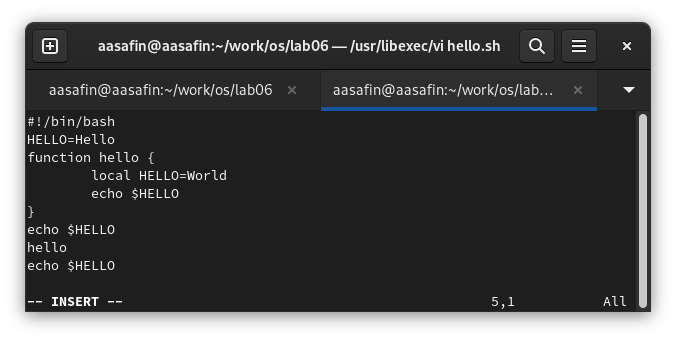 aasafin@aasafin:~/work/os/lab06 — /usr/libexec/vi hello.sh
aasafin@aasafin:~/work/os/lab06
aasafin@aasafin:~/work/os/lab…
#!/bin/bash
HELLO=Hello
function hello {
        local HELLO=World
        echo $HELLO
}
echo $HELLO
hello
echo $HELLO
-- INSERT -- 5,1 All